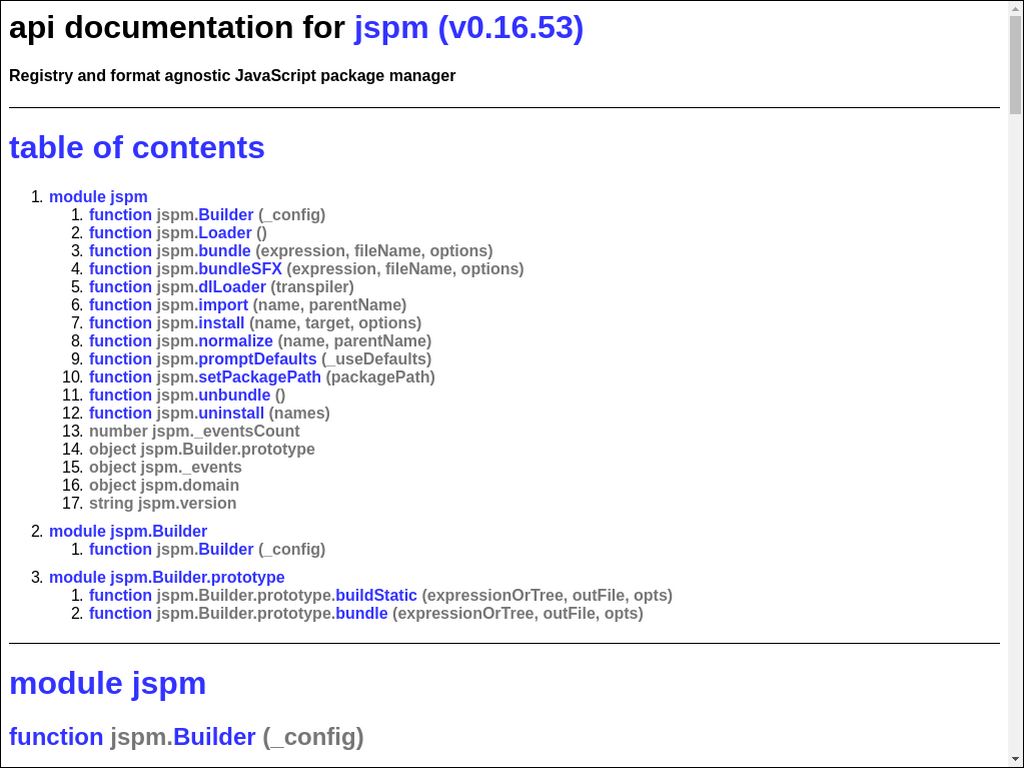 api documentation for jspm (v0.16.53)
Registry and format agnostic JavaScript package manager
table of contents
1. module jspm
1. function jspm.Builder (_config)
2. function jspm.Loader ()
3. function jspm.bundle (expression, fileName, options)
4. function jspm.bundleSFX (expression, fileName, options)
5. function jspm.dlLoader (transpiler)
6. function jspm.import (name, parentName)
7. function jspm.install (name, target, options)
8. function jspm.normalize (name, parentName)
9. function jspm.promptDefaults (_useDefaults)
10. function jspm.setPackagePath (packagePath)
11. function jspm.unbundle ()
12. function jspm.uninstall (names)
13. number jspm._eventsCount
14. object jspm.Builder.prototype
15. object jspm._events
16. object jspm.domain
17. string jspm.version
2. module jspm.Builder
1. function jspm.Builder (_config)
3. module jspm.Builder.prototype
1. function jspm.Builder.prototype.buildStatic (expressionOrTree, outFile, opts)
2. function jspm.Builder.prototype.bundle (expressionOrTree, outFile, opts)
module jspm
function jspm.Builder (_config)